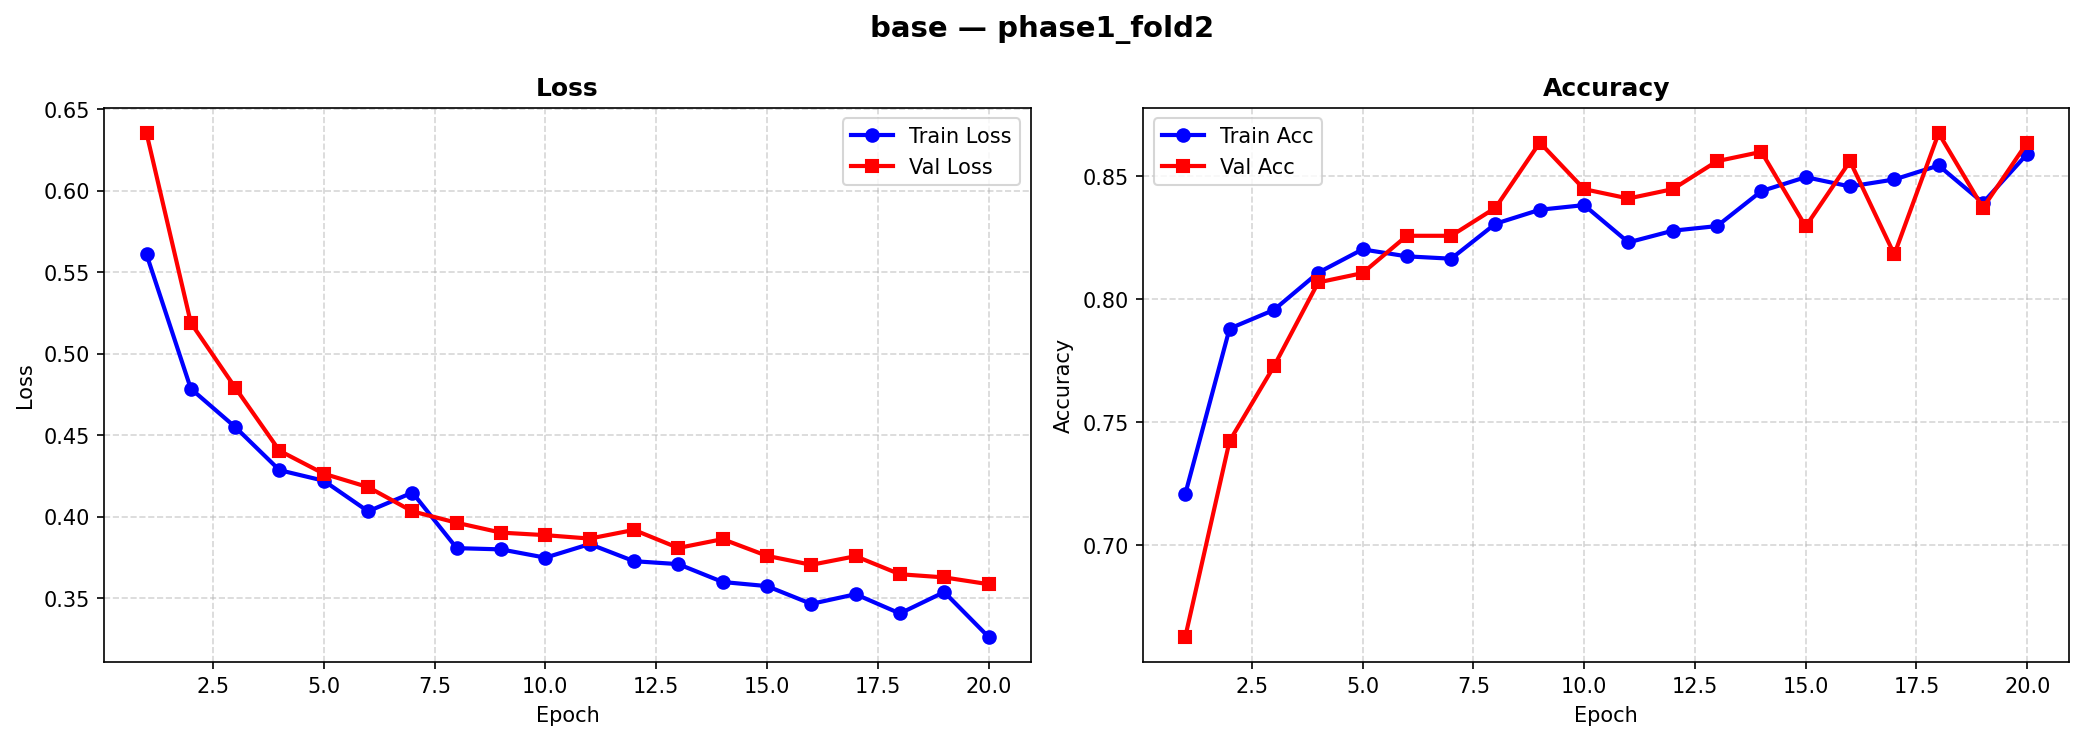 base — phase1_fold2
Loss
Train Loss
Val Loss
0.65
0.60
0.55
0.50
0.45
0.40
0.35
Loss
2.5 5.0 7.5 10.0 12.5 15.0 17.5 20.0
Epoch
Accuracy
Train Acc
Val Acc
0.85
0.80
0.75
0.70
Accuracy
2.5 5.0 7.5 10.0 12.5 15.0 17.5 20.0
Epoch